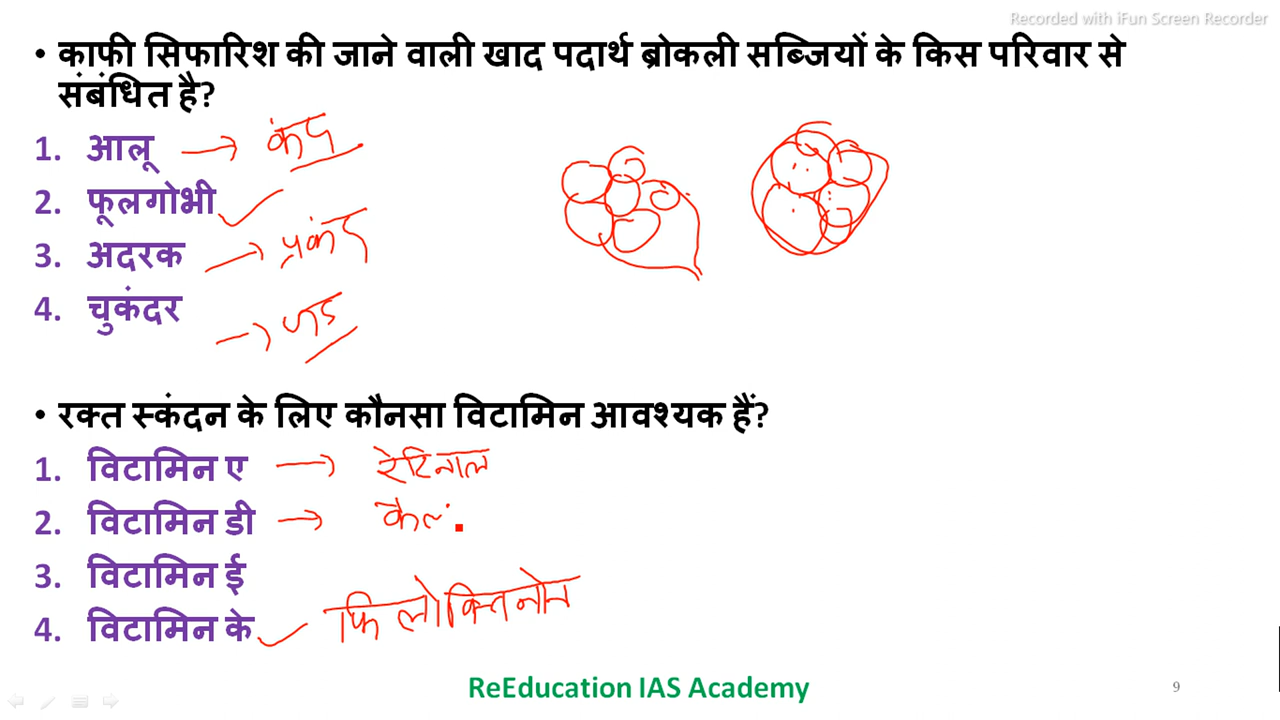 Recorded with iFun Screen Recorder
• काफी सिफारिश की जाने वाली खाद पदार्थ ब्रोकली सब्जियों के किस परिवार से
संबंधित है?
1. आलू → कंद
2. फूलगोभी ✓
3. अदरक → प्रकंद
4. चुकंदर → जड
• रक्त स्कंदन के लिए कौनसा विटामिन आवश्यक हैं?
1. विटामिन ए → रेटिनाल
2. विटामिन डी → कैल
3. विटामिन ई
4. विटामिन के ✓ फिलोक्विनोन
ReEducation IAS Academy
9